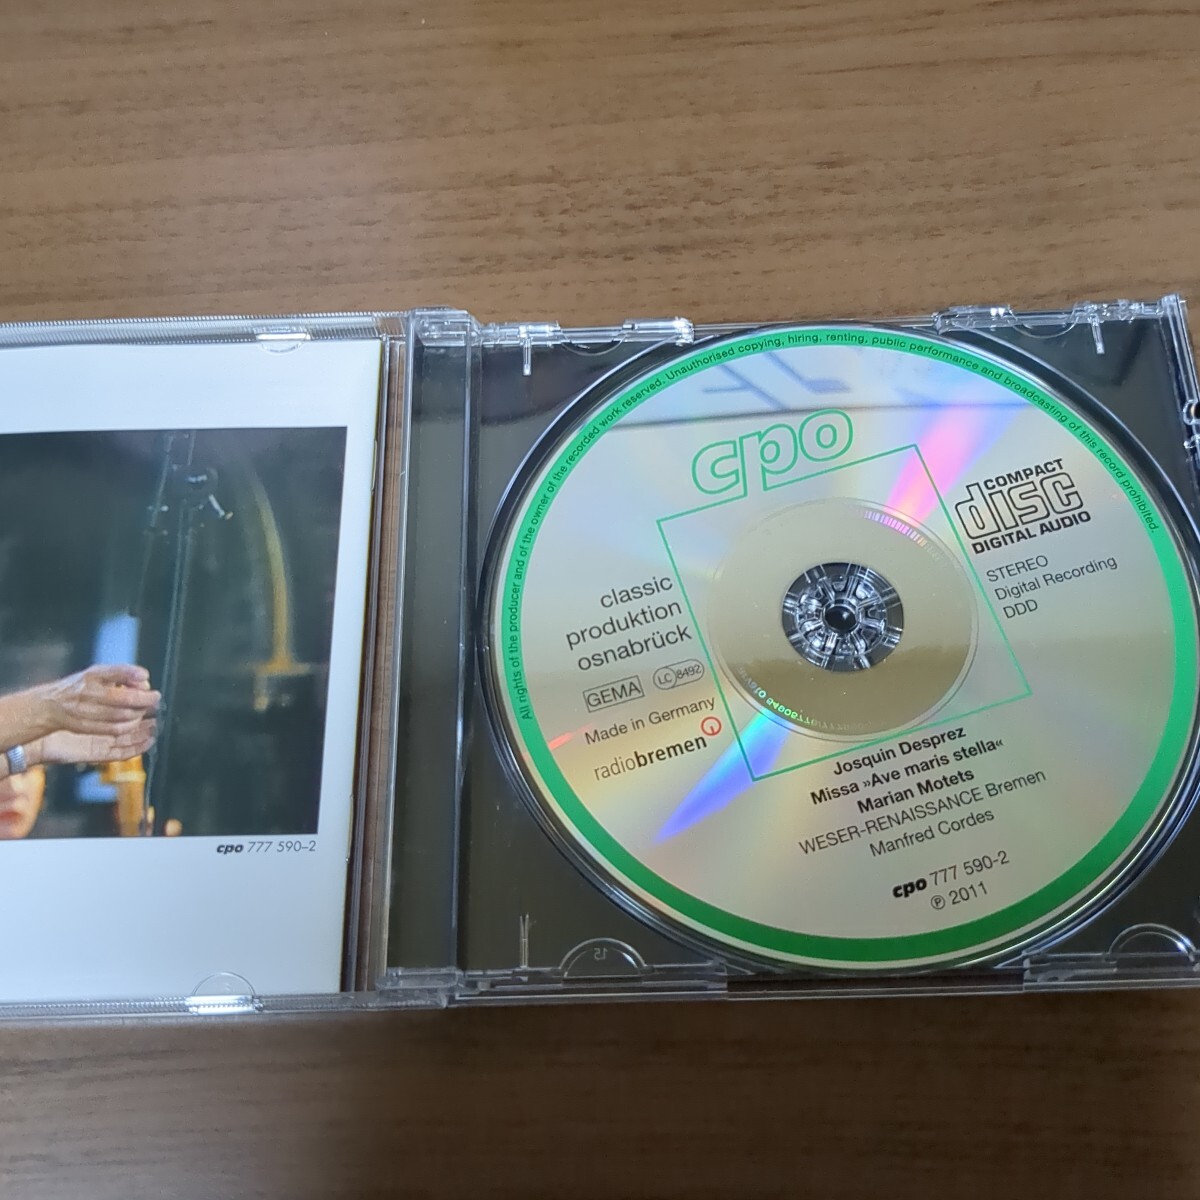 cpo 777 590–2
All rights of the producer and of the owner of the recorded work reserved. Unauthorised copying, hiring, renting, public performance and broadcasting of this record prohibited.
cpo
COMPACT
disc
DIGITAL AUDIO
STEREO
Digital Recording
DDD
classic
produktion
osnabrück
GEMA
LC 8492
Made in Germany
radiobremen
Josquin Desprez
Missa »Ave maris stella«
Marian Motets
WESER-RENAISSANCE Bremen
Manfred Cordes
cpo 777 590–2
℗ 2011
15